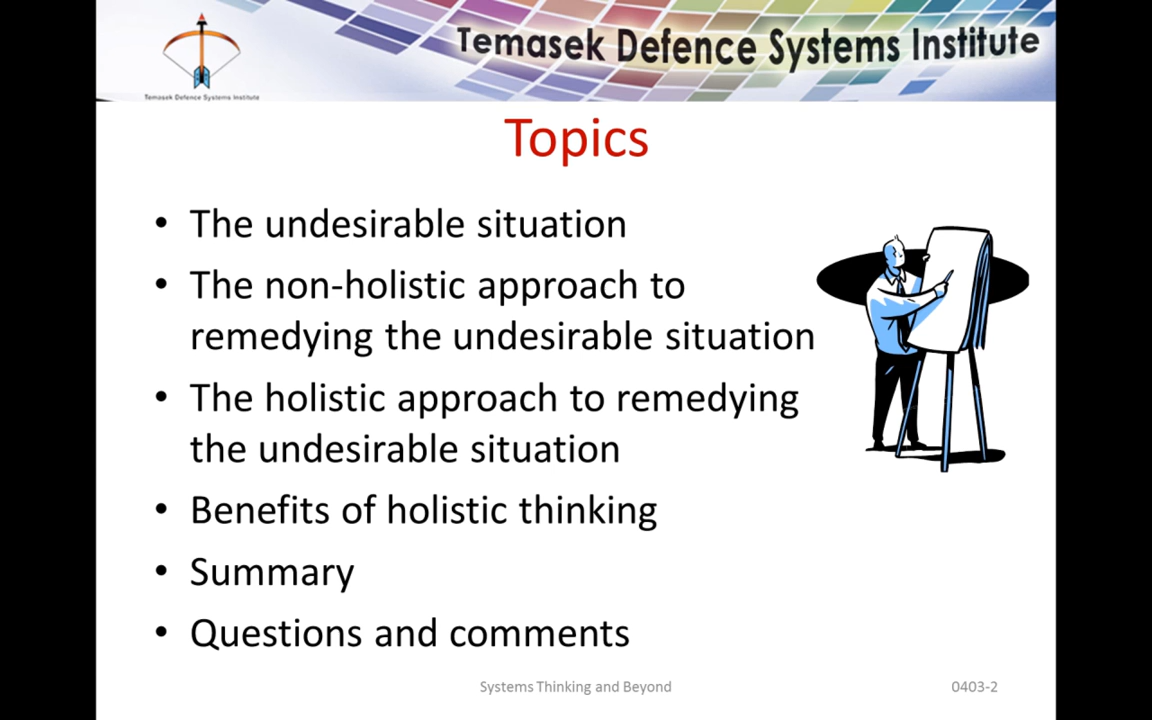 Temasek Defence Systems Institute
Temasek Defence Systems Institute
Topics
• The undesirable situation
• The non-holistic approach to
remedying the undesirable situation
• The holistic approach to remedying
the undesirable situation
• Benefits of holistic thinking
• Summary
• Questions and comments
Systems Thinking and Beyond
0403-2